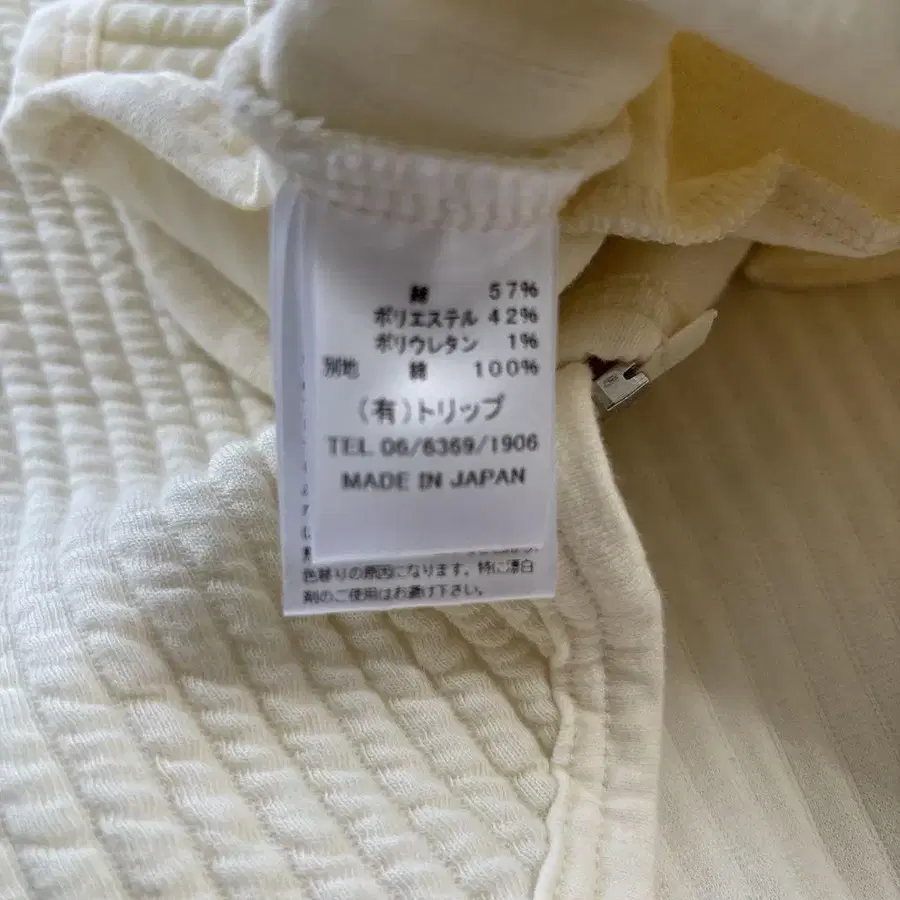 綿 57%
ポリエステル 42%
ポリウレタン 1%
別地 綿 100%
(有)トリップ
TEL 06/6369/1906
MADE IN JAPAN
色移りの原因になります。特に漂白
剤のご使用はお避け下さい。